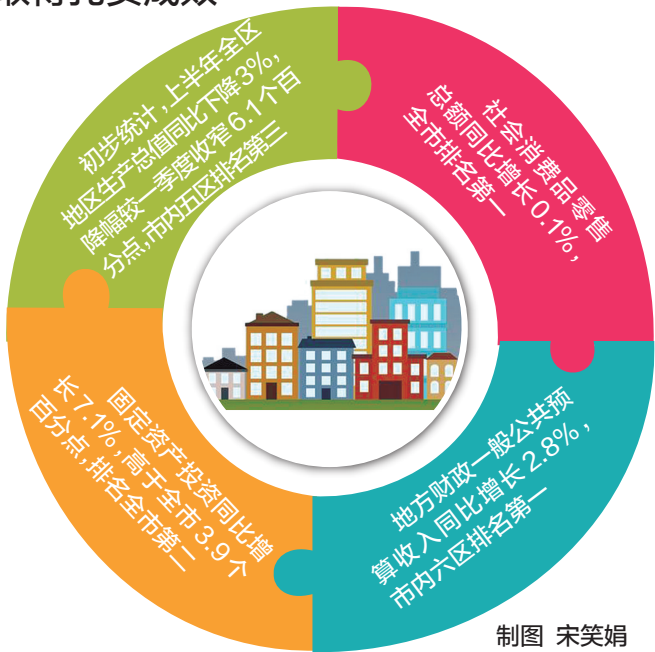 初步统计,上半年全区
地区生产总值同比下降3%,
降幅较一季度收窄6.1个百
分点,市内五区排名第三
社会消费品零售
总额同比增长0.1%,
全市排名第一
固定资产投资同比增
长7.1%,高于全市3.9个
百分点,排名全市第二
地方财政一般公共预
算收入同比增长2.8%,
市内六区排名第一
制图 宋笑娟